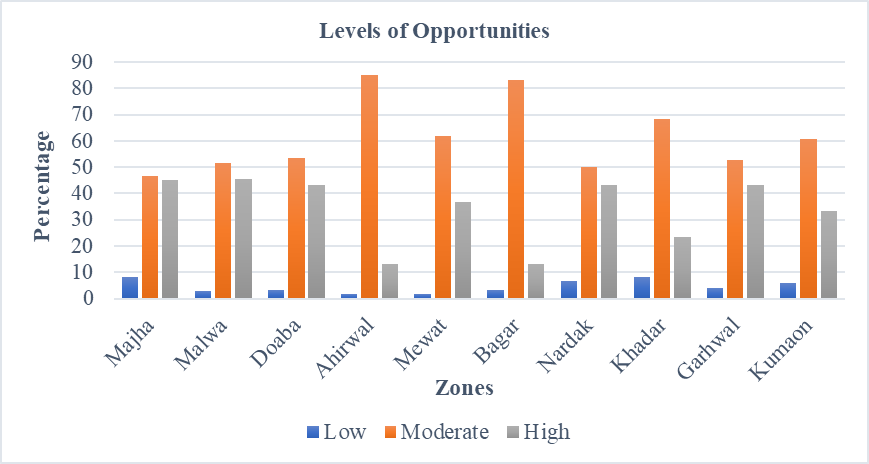 Levels of Opportunities
Percentage
90
80
70
60
50
40
30
20
10
0
Majha
Malwa
Doaba
Ahirwal
Mewat
Bagar
Nardak
Khadar
Garhwal
Kumaon
Zones
Low
Moderate
High